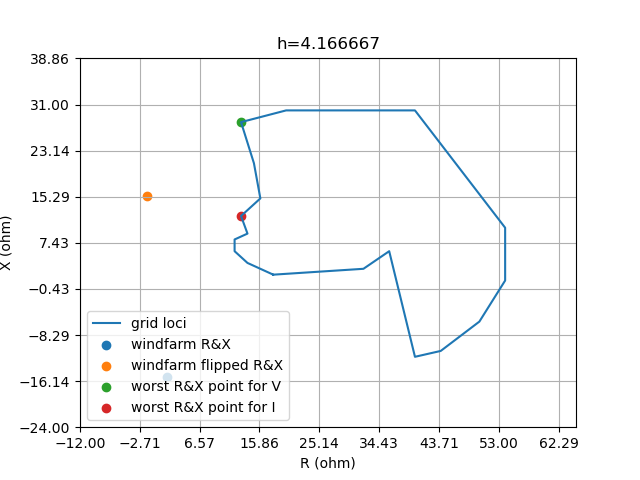 h=4.166667
38.86
31.00
23.14
15.29
7.43
−0.43
−8.29
−16.14
−24.00
X (ohm)
grid loci
windfarm R&X
windfarm flipped R&X
worst R&X point for V
worst R&X point for I
−12.00 −2.71 6.57 15.86 25.14 34.43 43.71 53.00 62.29
R (ohm)